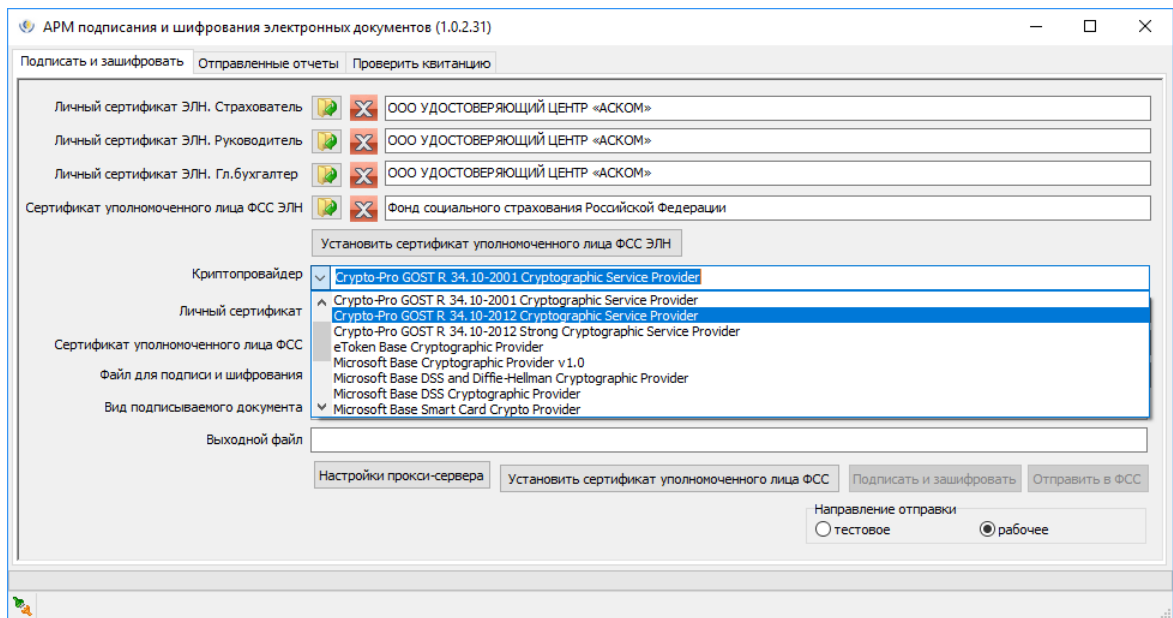 АРМ подписания и шифрования электронных документов (1.0.2.31)
Подписать и зашифровать Отправленные отчеты Проверить квитанцию
Личный сертификат ЭЛН. Страхователь ООО УДОСТОВЕРЯЮЩИЙ ЦЕНТР «АСКОМ»
Личный сертификат ЭЛН. Руководитель ООО УДОСТОВЕРЯЮЩИЙ ЦЕНТР «АСКОМ»
Личный сертификат ЭЛН. Гл.бухгалтер ООО УДОСТОВЕРЯЮЩИЙ ЦЕНТР «АСКОМ»
Сертификат уполномоченного лица ФСС ЭЛН Фонд социального страхования Российской Федерации
Установить сертификат уполномоченного лица ФСС ЭЛН
Криптопровайдер Crypto-Pro GOST R 34.10-2001 Cryptographic Service Provider
Crypto-Pro GOST R 34.10-2001 Cryptographic Service Provider
Личный сертификат Crypto-Pro GOST R 34.10-2012 Cryptographic Service Provider
Crypto-Pro GOST R 34.10-2012 Strong Cryptographic Service Provider
Сертификат уполномоченного лица ФСС eToken Base Cryptographic Provider
Microsoft Base Cryptographic Provider v1.0
Файл для подписи и шифрования Microsoft Base DSS and Diffie-Hellman Cryptographic Provider
Microsoft Base DSS Cryptographic Provider
Вид подписываемого документа Microsoft Base Smart Card Crypto Provider
Выходной файл
Настройки прокси-сервера Установить сертификат уполномоченного лица ФСС Подписать и зашифровать Отправить в ФСС
Направление отправки
тестовое рабочее